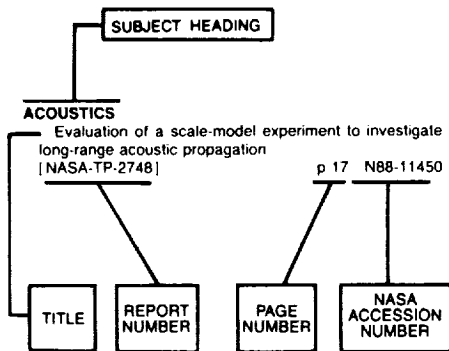 SUBJECT HEADING
ACOUSTICS
Evaluation of a scale-model experiment to investigate
long-range acoustic propagation
[NASA-TP-2748] p 17 N88-11450
TITLE
REPORT
NUMBER
PAGE
NUMBER
NASA
ACCESSION
NUMBER